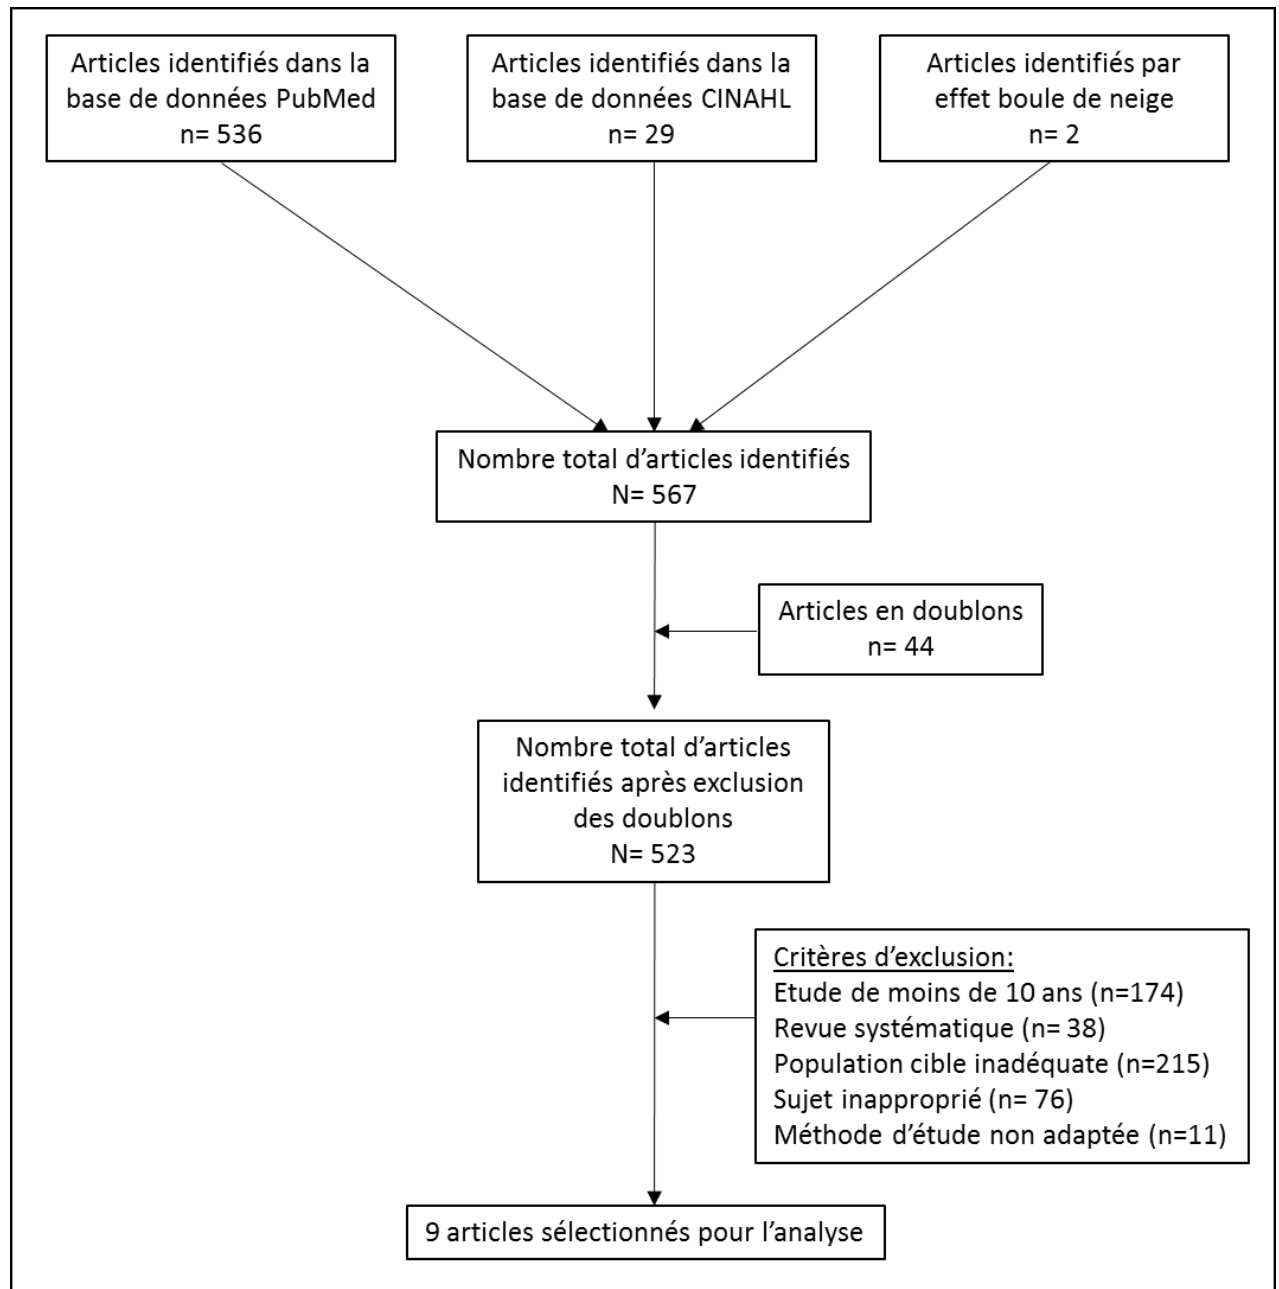 Articles identifiés dans la
base de données PubMed
n= 536
Articles identifiés dans la
base de données CINAHL
n= 29
Articles identifiés par
effet boule de neige
n= 2
Nombre total d’articles identifiés
N= 567
Articles en doublons
n= 44
Nombre total d’articles
identifiés après exclusion
des doublons
N= 523
Critères d’exclusion:
Etude de moins de 10 ans (n=174)
Revue systématique (n= 38)
Population cible inadéquate (n=215)
Sujet inapproprié (n= 76)
Méthode d’étude non adaptée (n=11)
9 articles sélectionnés pour l’analyse